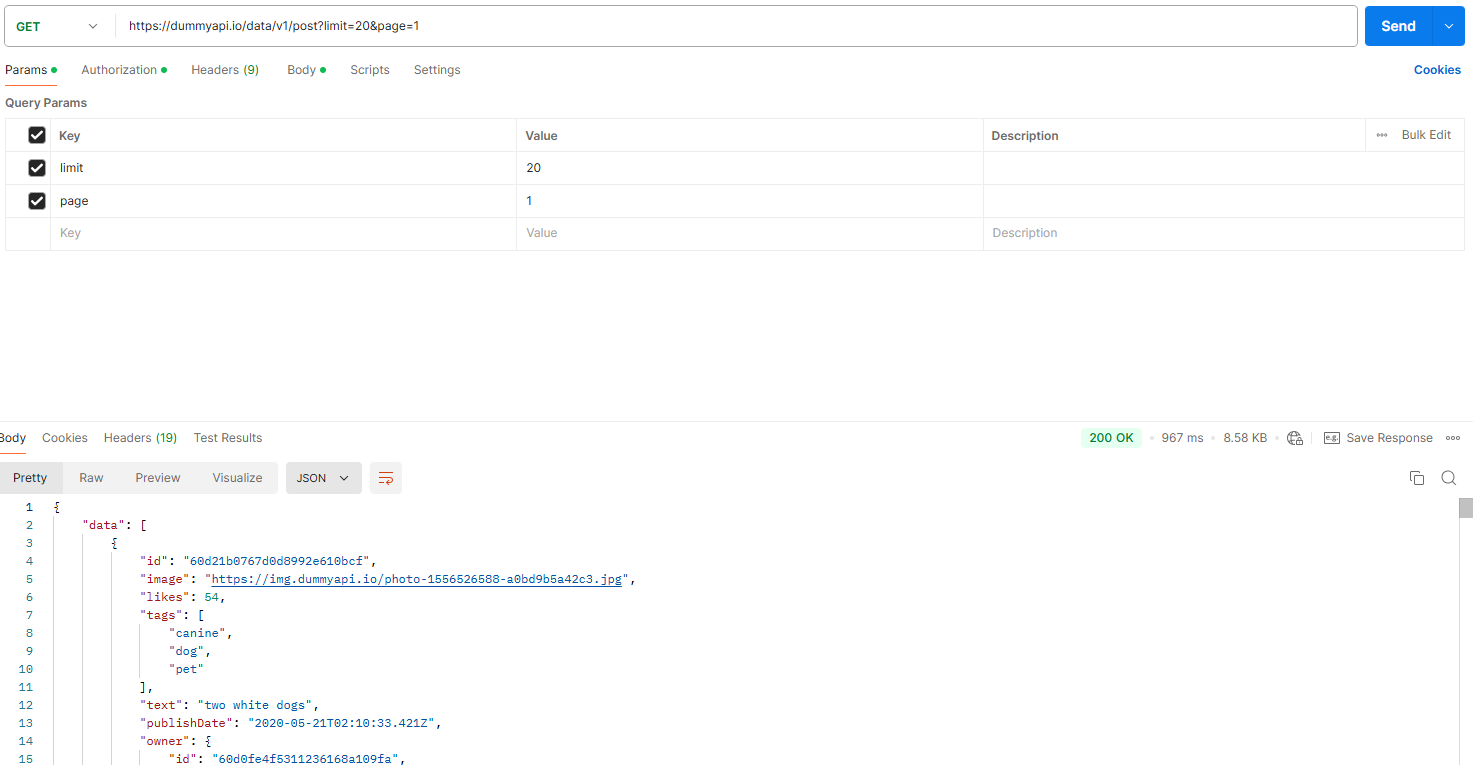 GET https://dummyapi.io/data/v1/post?limit=20&page=1 Send
Params Authorization Headers (9) Body Scripts Settings Cookies
Query Params
Key Value Description Bulk Edit
limit 20
page 1
Key Value Description
Body Cookies Headers (19) Test Results 200 OK 967 ms 8.58 KB e.g. Save Response
Pretty Raw Preview Visualize JSON
1 {
2 "data": [
3 {
4 "id": "60d21b0767d0d8992e610bcf",
5 "image": "https://img.dummyapi.io/photo-1556526588-a0bd9b5a42c3.jpg",
6 "likes": 54,
7 "tags": [
8 "canine",
9 "dog",
10 "pet"
11 ],
12 "text": "two white dogs",
13 "publishDate": "2020-05-21T02:10:33.421Z",
14 "owner": {
15 "id": "60d0fe4f5311236168a109fa",